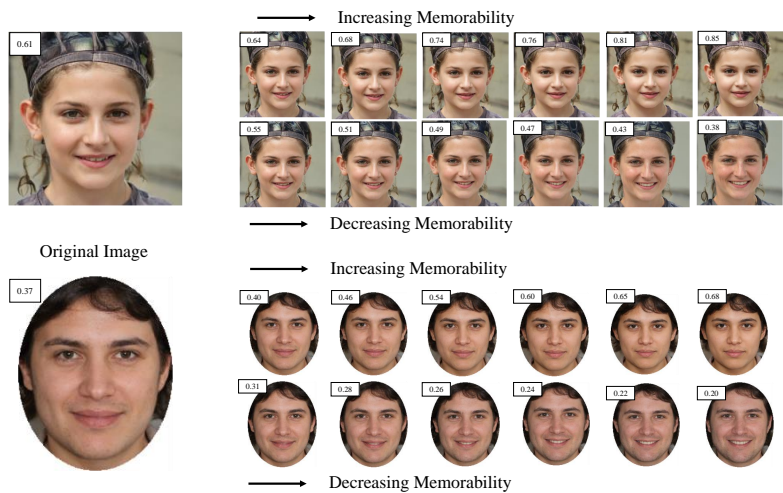 Increasing Memorability
0.61
0.64 0.68 0.74 0.76 0.81 0.85
0.55 0.51 0.49 0.47 0.43 0.38
Decreasing Memorability
Original Image
Increasing Memorability
0.37
0.40 0.46 0.54 0.60 0.65 0.68
0.31 0.28 0.26 0.24 0.22 0.20
Decreasing Memorability